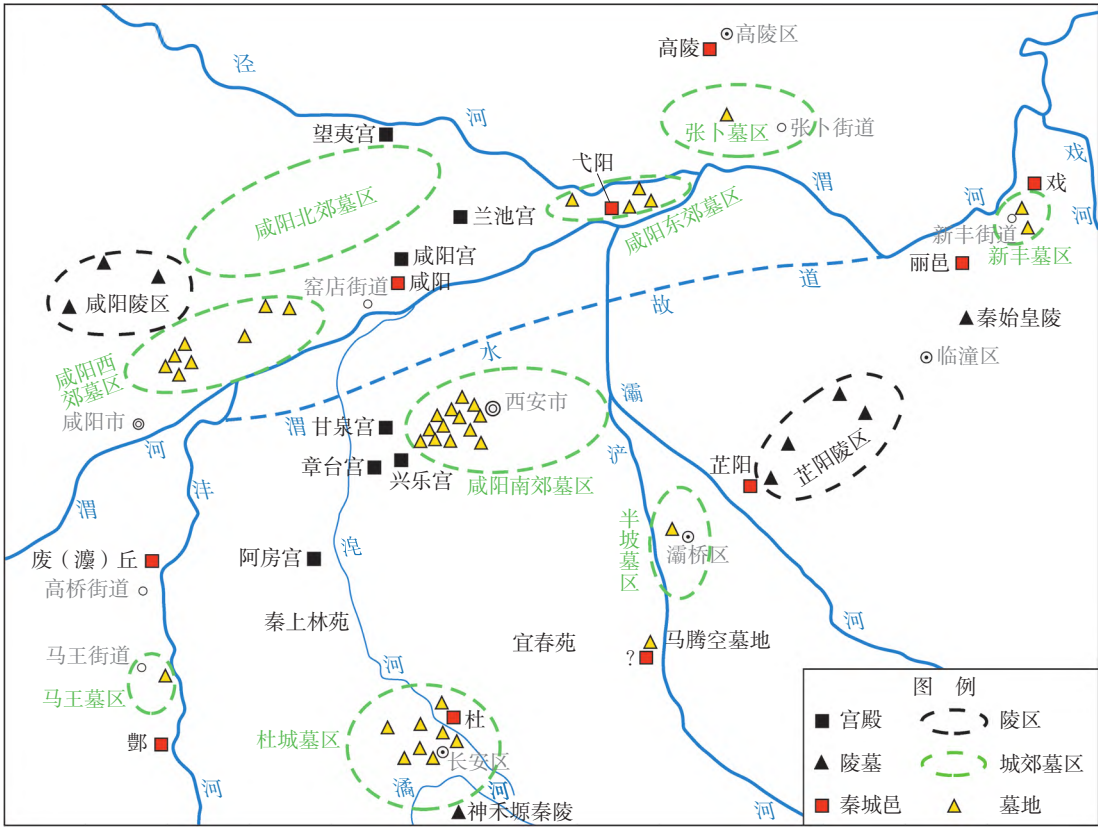 高陵区
高陵
泾
河
望夷宫
张卜墓区
张卜街道
弋阳
戏
渭
河
戏
河
咸阳北郊墓区
兰池宫
咸阳东郊墓区
新丰街道
新丰墓区
咸阳宫
咸阳
窑店街道
丽邑
道
故
水
渭
咸阳陵区
秦始皇陵
临潼区
咸阳西
郊墓区
咸阳市
河
渭
沣
西安市
甘泉宫
章台宫
兴乐宫
咸阳南郊墓区
灞
浐
芷阳
芷阳陵区
半坡墓区
灞桥区
废（灋）丘
高桥街道
阿房宫
皂
秦上林苑
河
宜春苑
马腾空墓地
?
河
马王街道
马王墓区
酆
河
杜城墓区
杜
长安区
潏
河
神禾塬秦陵
河
图 例
宫殿
陵区
陵墓
城郊墓区
秦城邑
墓地